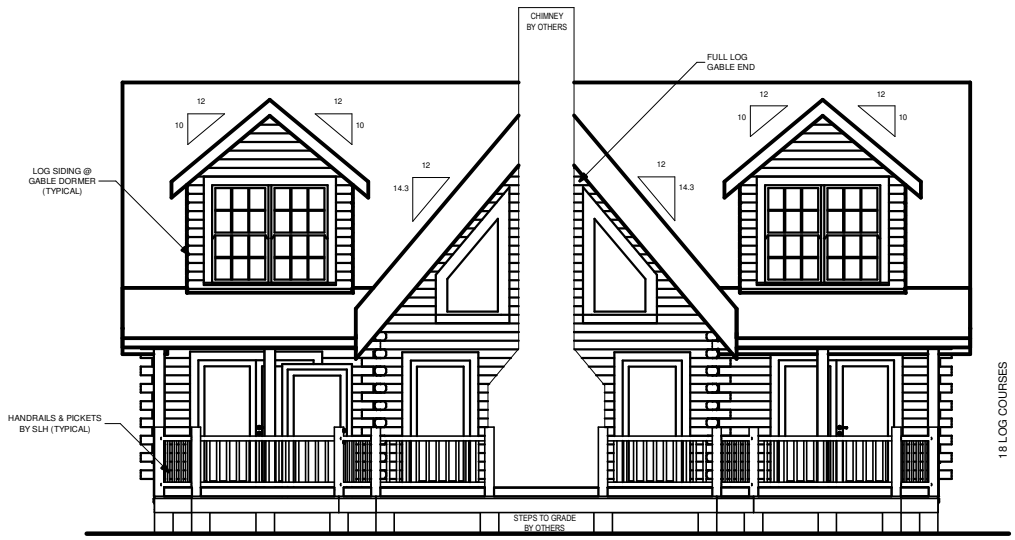 CHIMNEY
BY OTHERS
FULL LOG
GABLE END
12
10
12
10
12
10
12
10
LOG SIDING @
GABLE DORMER
(TYPICAL)
12
14.3
12
14.3
HANDRAILS & PICKETS
BY SLH (TYPICAL)
18 LOG COURSES
STEPS TO GRADE
BY OTHERS